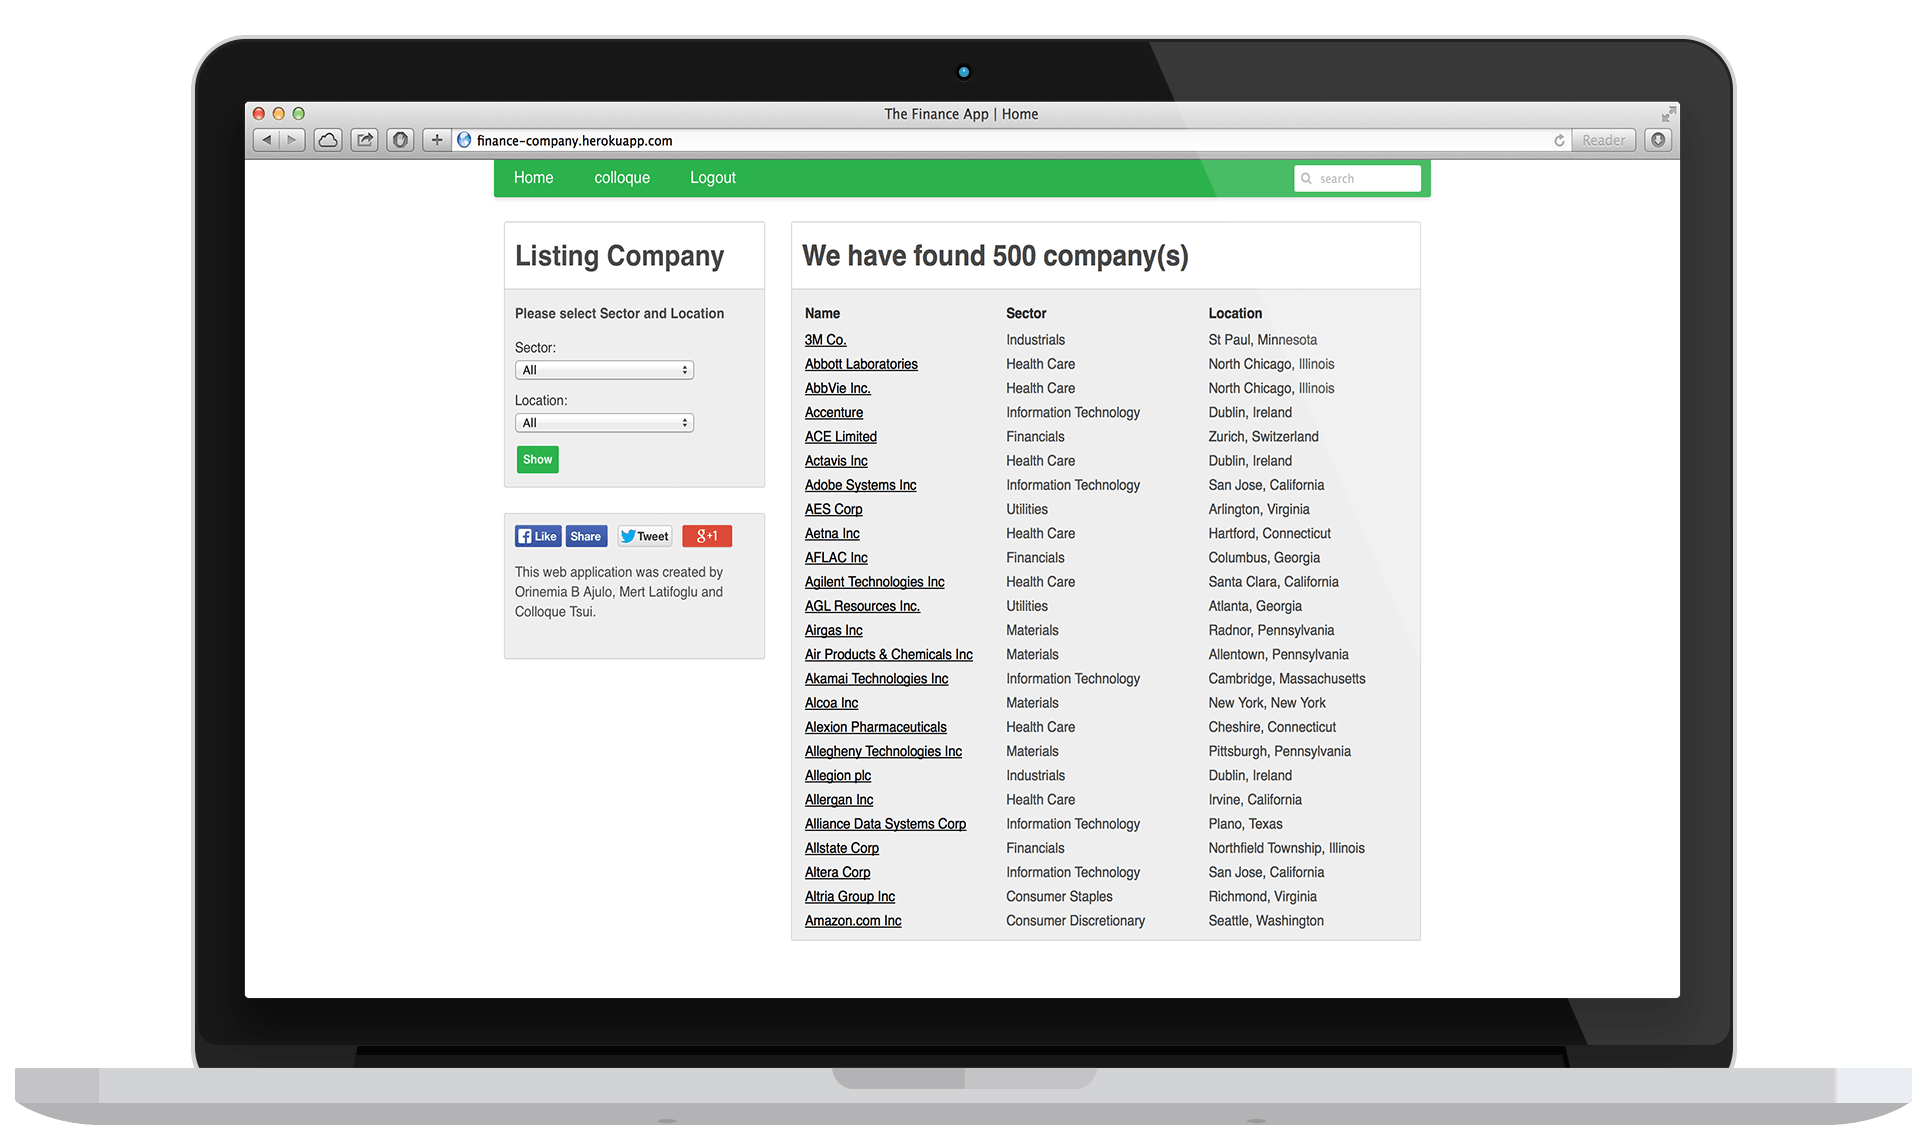 The Finance App | Home
finance-company.herokuapp.com
Reader
Home colloque Logout
search
Listing Company
Please select Sector and Location
Sector:
All
Location:
All
Show
Like Share Tweet g+1
This web application was created by
Orinemia B Ajulo, Mert Latifoglu and
Colloque Tsui.
We have found 500 company(s)
Name Sector Location
3M Co. Industrials St Paul, Minnesota
Abbott Laboratories Health Care North Chicago, Illinois
AbbVie Inc. Health Care North Chicago, Illinois
Accenture Information Technology Dublin, Ireland
ACE Limited Financials Zurich, Switzerland
Actavis Inc Health Care Dublin, Ireland
Adobe Systems Inc Information Technology San Jose, California
AES Corp Utilities Arlington, Virginia
Aetna Inc Health Care Hartford, Connecticut
AFLAC Inc Financials Columbus, Georgia
Agilent Technologies Inc Health Care Santa Clara, California
AGL Resources Inc. Utilities Atlanta, Georgia
Airgas Inc Materials Radnor, Pennsylvania
Air Products & Chemicals Inc Materials Allentown, Pennsylvania
Akamai Technologies Inc Information Technology Cambridge, Massachusetts
Alcoa Inc Materials New York, New York
Alexion Pharmaceuticals Health Care Cheshire, Connecticut
Allegheny Technologies Inc Materials Pittsburgh, Pennsylvania
Allegion plc Industrials Dublin, Ireland
Allergan Inc Health Care Irvine, California
Alliance Data Systems Corp Information Technology Plano, Texas
Allstate Corp Financials Northfield Township, Illinois
Altera Corp Information Technology San Jose, California
Altria Group Inc Consumer Staples Richmond, Virginia
Amazon.com Inc Consumer Discretionary Seattle, Washington